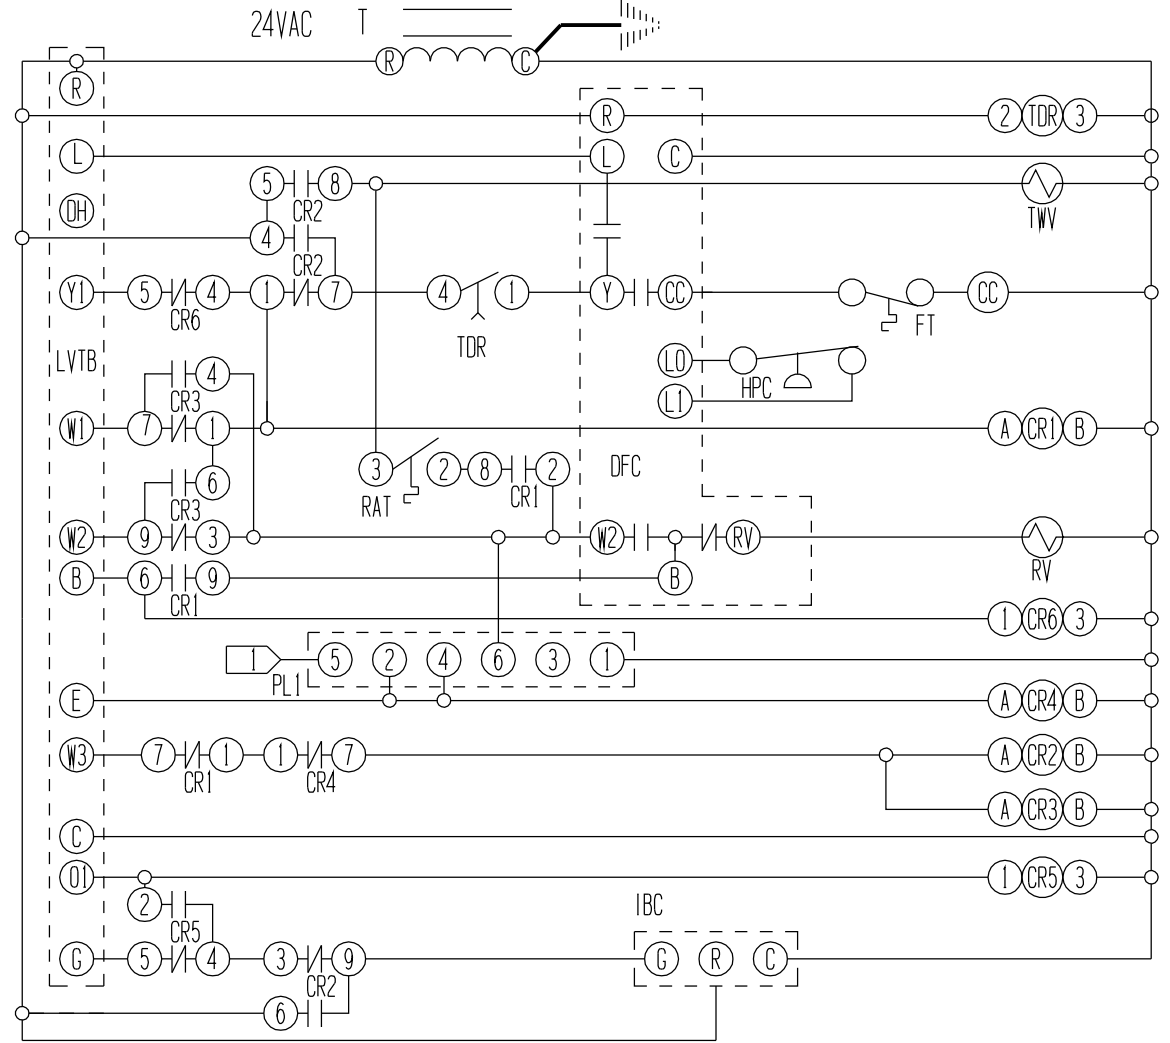 24VAC T
R C
R
R 2 TDR 3
L L C
5 8
CR2 TWV
DH
4
CR2
Y1 5 4 1 7 4 1 Y CC CC
CR6 TDR FT
LVTB LO
4 HPC
CR3 L1
W1 7 1 A CR1 B
3 2 8 2 DFC
RAT CR1
6
CR3
W2 9 3 W2 RV
RV
B 6 9 B
CR1
1 CR6 3
1 5 2 4 6 3 1
PL1
E A CR4 B
W3 7 1 1 7 A CR2 B
CR1 CR4
A CR3 B
C
O1 1 CR5 3
2 IBC
CR5
G 5 4 3 9 G R C
CR2
6